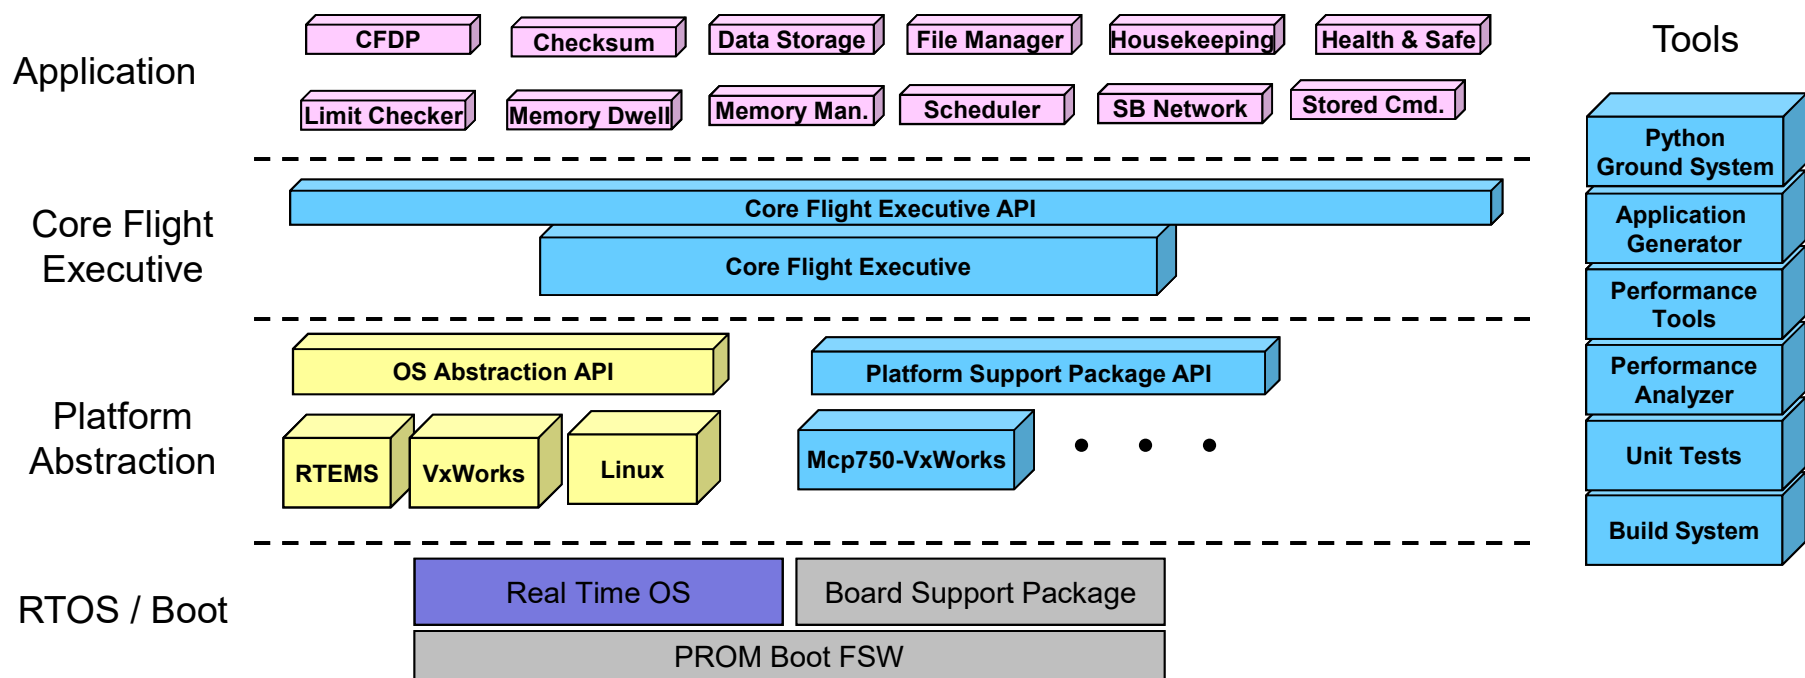 CFDP
Checksum
Data Storage
File Manager
Housekeeping
Health & Safe
Tools
Application
Limit Checker
Memory Dwell
Memory Man.
Scheduler
SB Network
Stored Cmd.
Python
Ground System
Core Flight
Executive
Core Flight Executive API
Core Flight Executive
Application
Generator
Performance
Tools
Platform
Abstraction
OS Abstraction API
Platform Support Package API
RTEMS
VxWorks
Linux
Mcp750-VxWorks
• • •
Performance
Analyzer
Unit Tests
Build System
RTOS / Boot
Real Time OS
Board Support Package
PROM Boot FSW